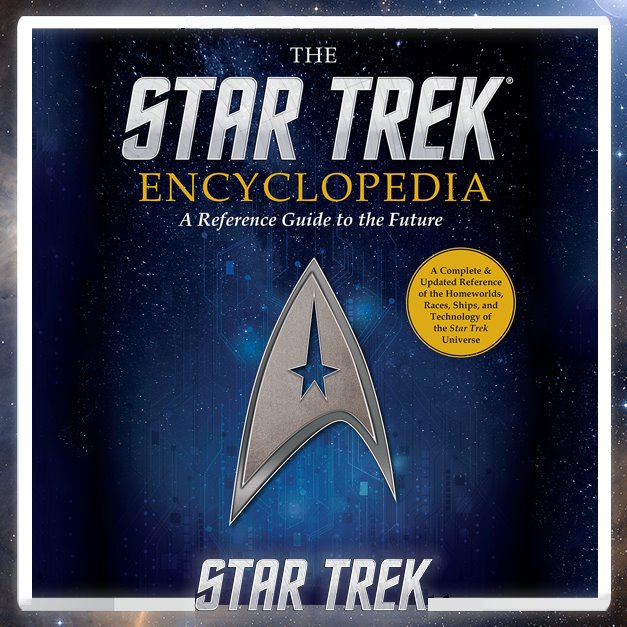 THE
STAR TREK®
ENCYCLOPEDIA
A Reference Guide to the Future
A Complete &
Updated Reference
of the Homeworlds,
Races, Ships, and
Technology of
the Star Trek
Universe
STAR TREK